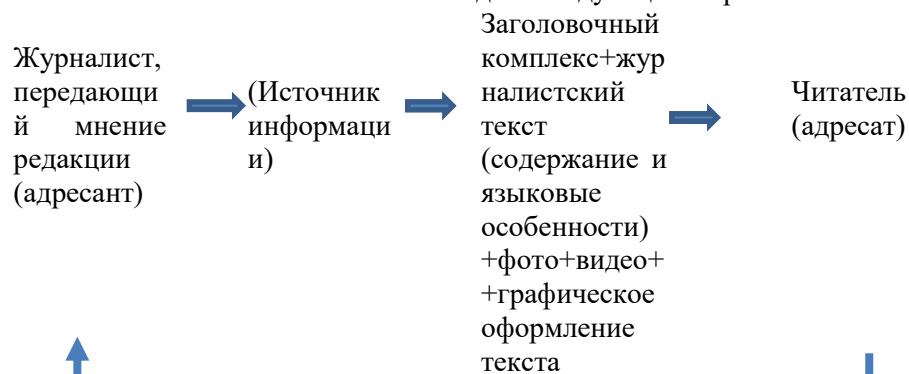 Журналист,
передающи
й мнение
редакции
(адресант)
(Источник
информаци
и)
Заголовочный
комплекс+жур
налистский
текст
(содержание и
языковые
особенности)
+фото+видео+
+графическое
оформление
текста
Читатель
(адресат)